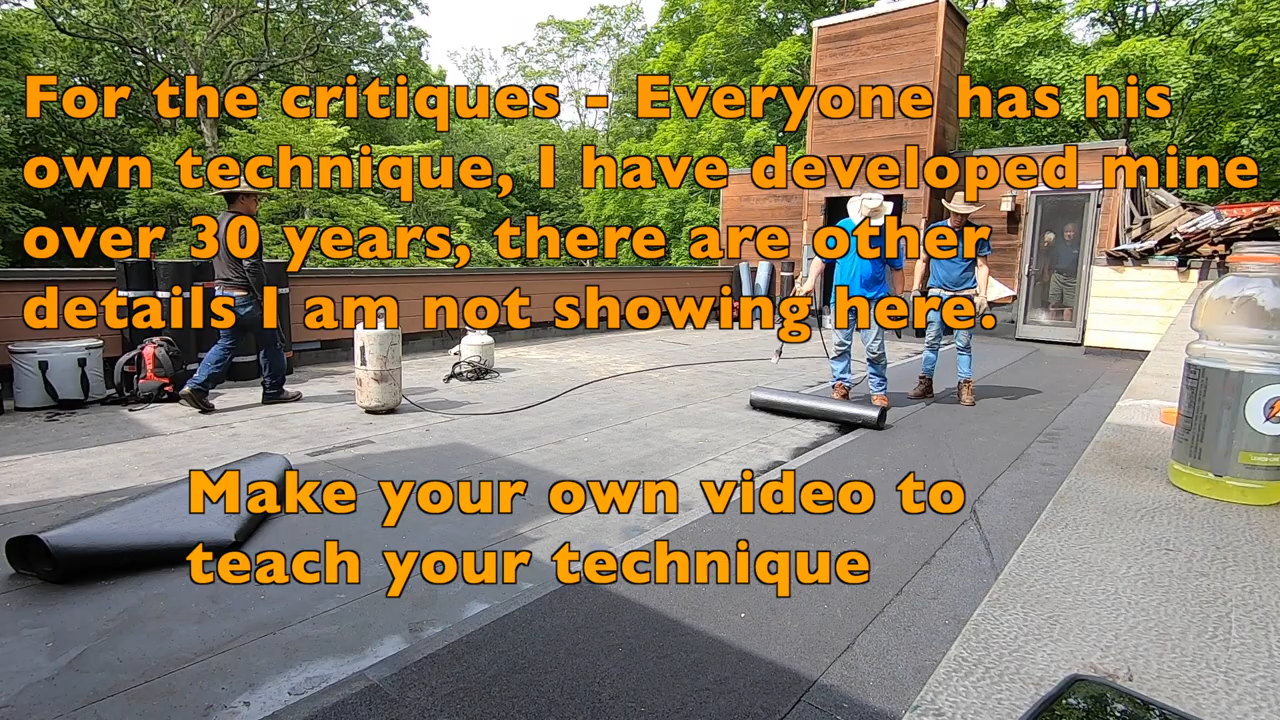 For the critiques - Everyone has his
own technique, I have developed mine
over 30 years, there are other
details I am not showing here.
Make your own video to
teach your technique